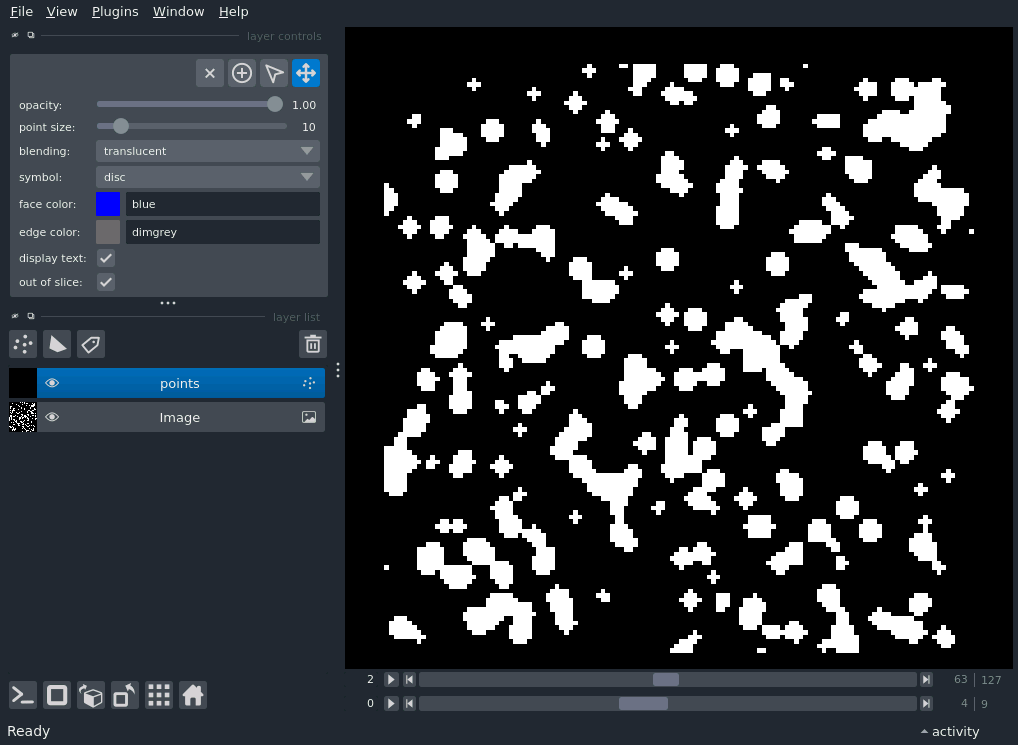 File View Plugins Window Help
layer controls
opacity: 1.00
point size: 10
blending: translucent
symbol: disc
face color: blue
edge color: dimgrey
display text:
out of slice:
layer list
points
Image
2 63 127
0 4 9
Ready activity